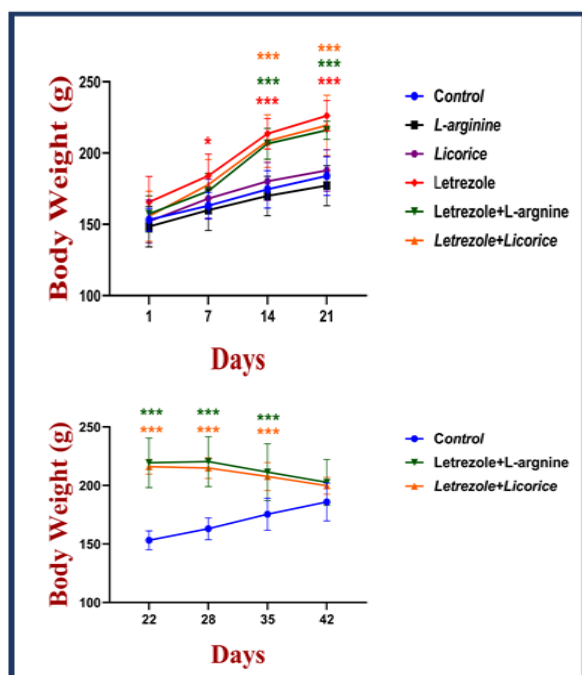 ***
***
***
***
***
***
*
250
200
150
100
Body Weight (g)
1 7 14 21
Days
Control
L-arginine
Licorice
Letrozole
Letrezole+L-argnine
Letrezole+Licorice
*** *** ***
*** *** ***
250
200
150
100
Body Weight (g)
22 28 35 42
Days
Control
Letrezole+L-argnine
Letrezole+Licorice